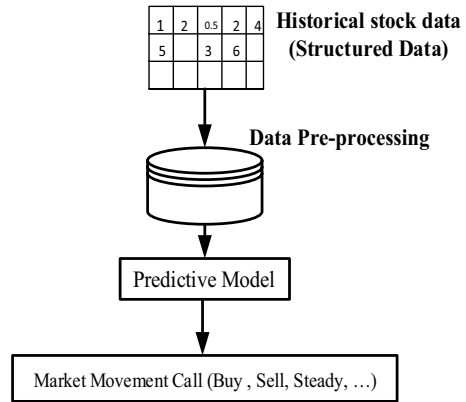 1 2 0.5 2 4
5 3 6
Historical stock data
(Structured Data)
Data Pre-processing
Predictive Model
Market Movement Call (Buy , Sell, Steady, …)